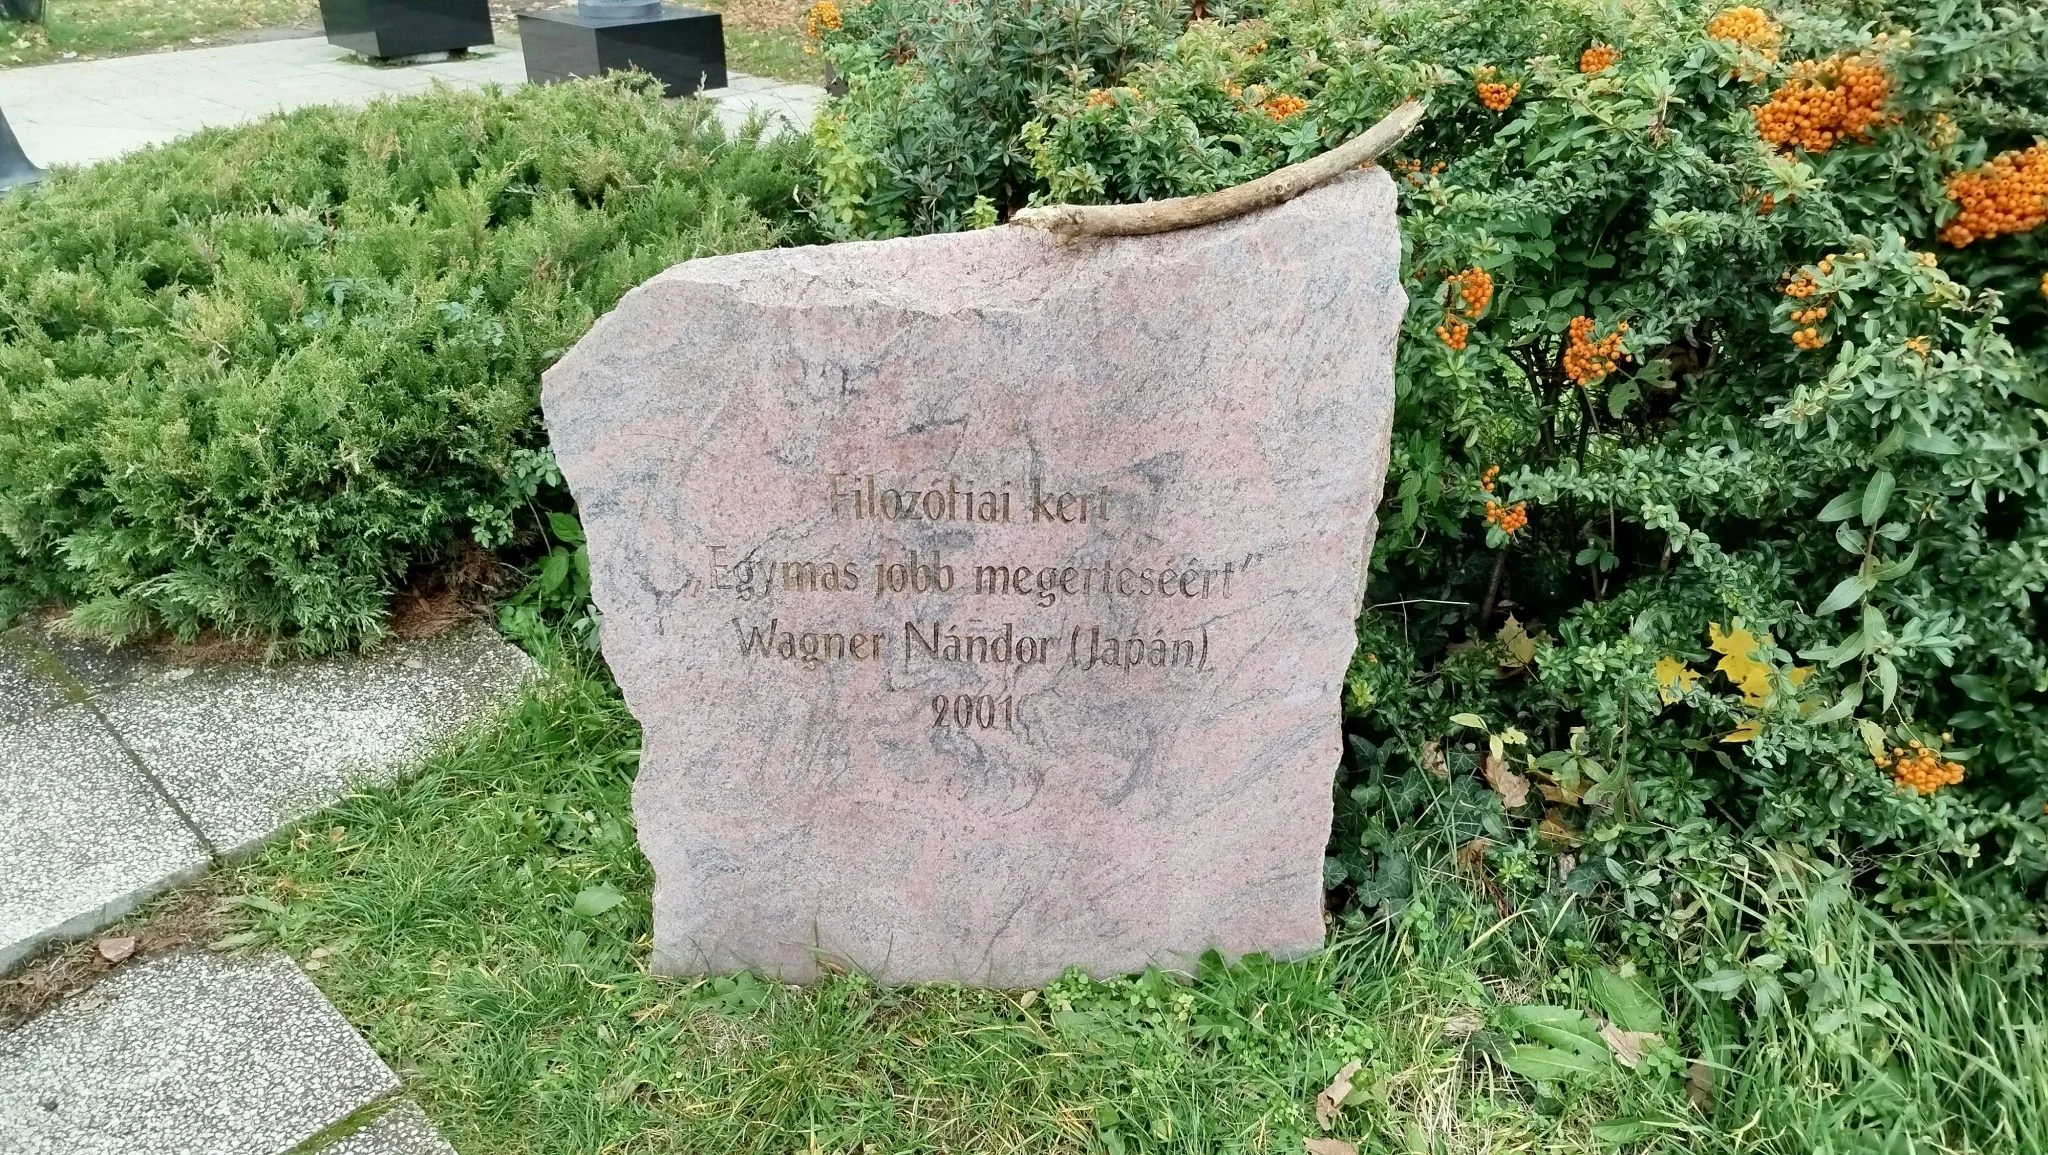 Filozófiai kert
„Egymás jobb megértéséért”
Wagner Nándor (Japán)
2001